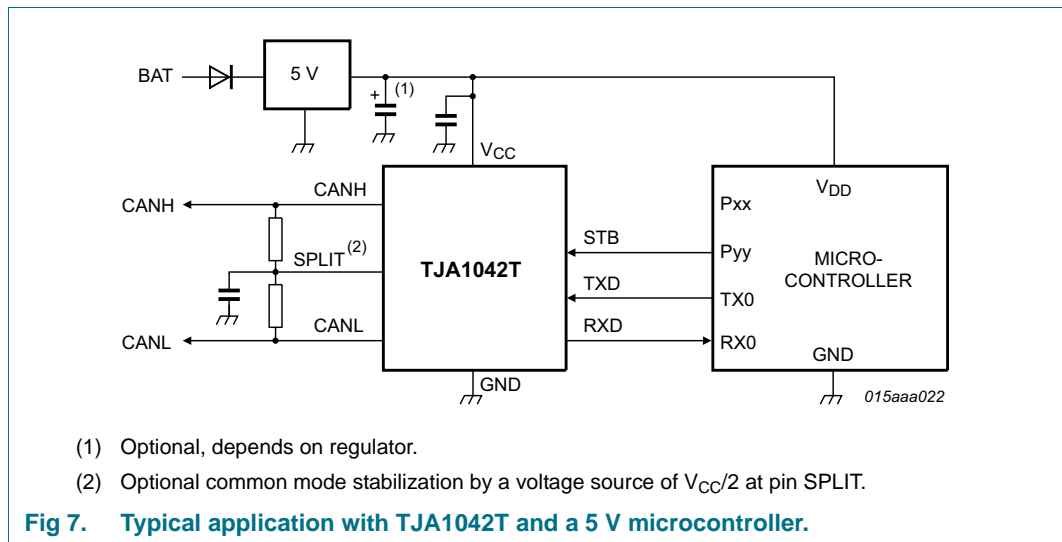 BAT
5 V
+
(1)
VCC
CANH
CANH
SPLIT(2)
CANL
CANL
TJA1042T
GND
STB
TXD
RXD
VDD
Pxx
Pyy
TX0
RX0
MICRO-
CONTROLLER
GND
015aaa022
(1) Optional, depends on regulator.
(2) Optional common mode stabilization by a voltage source of VCC/2 at pin SPLIT.
Fig 7. Typical application with TJA1042T and a 5 V microcontroller.